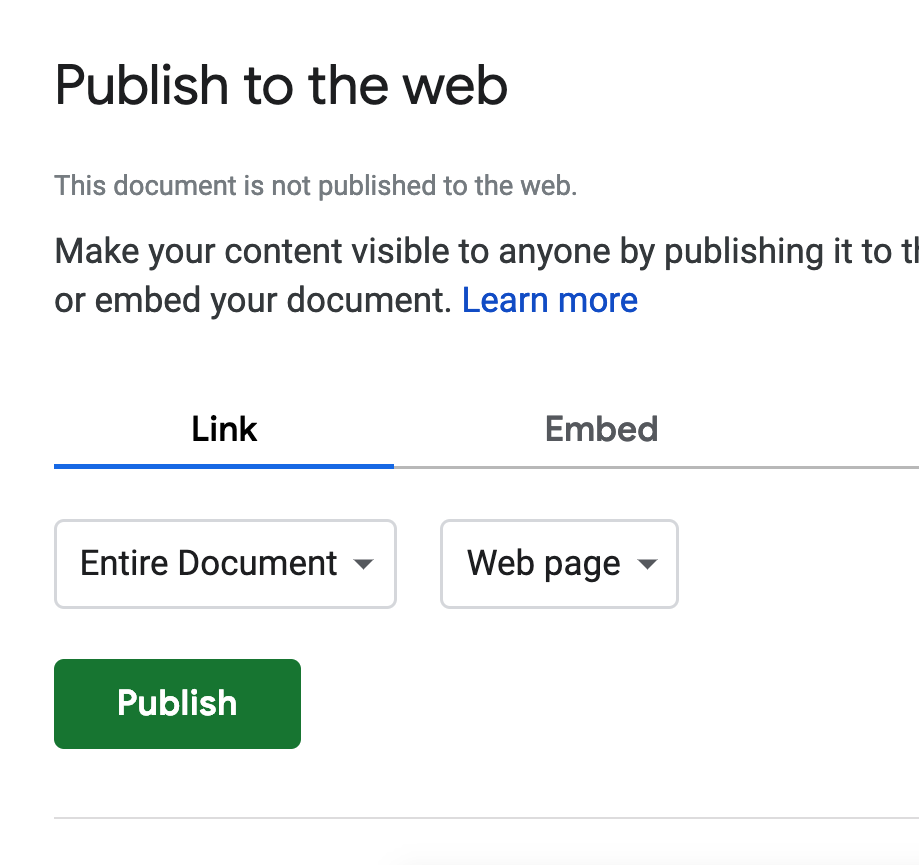 Publish to the web
This document is not published to the web.
Make your content visible to anyone by publishing it to
or embed your document. Learn more
Link Embed
Entire Document Web page
Publish